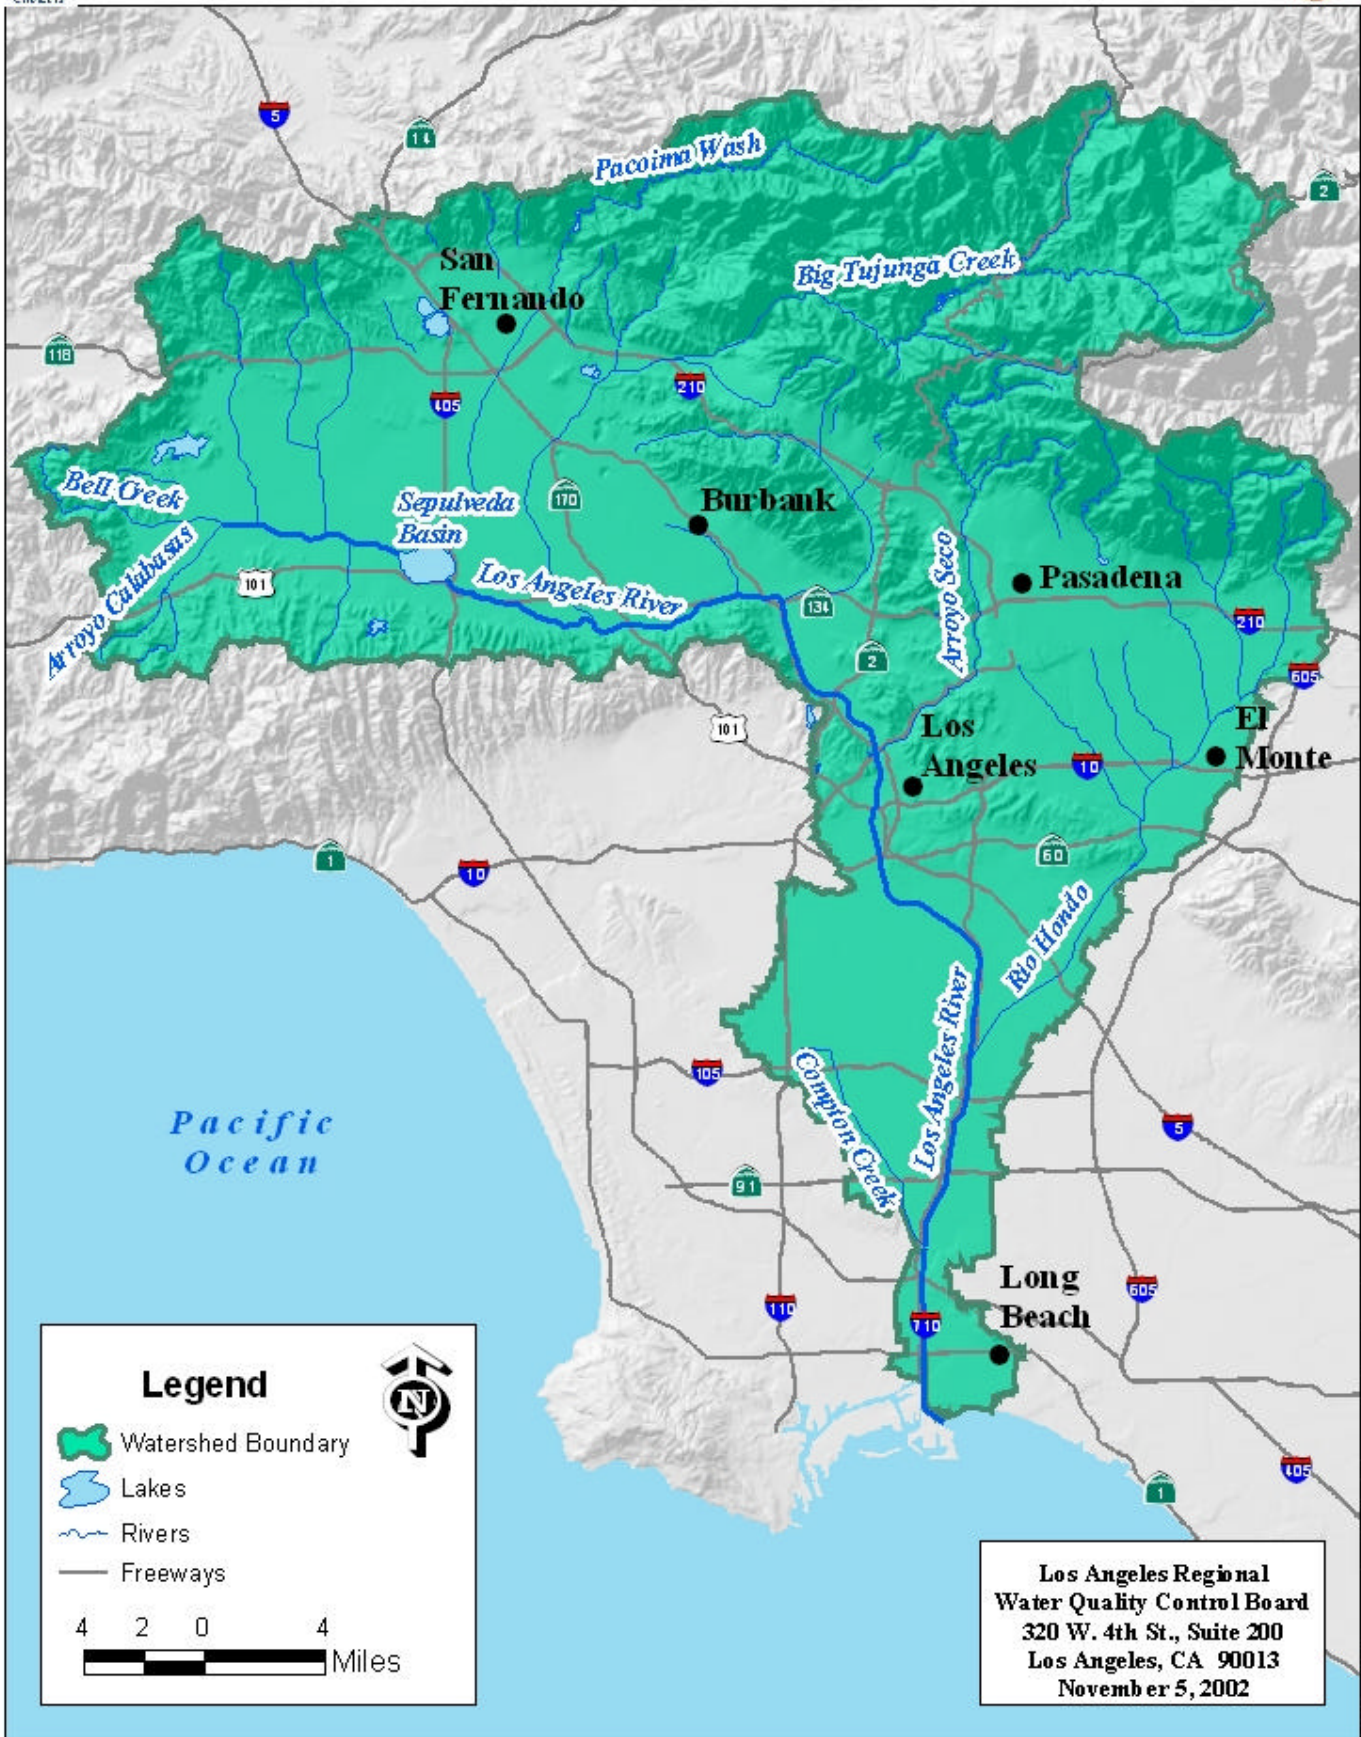 5
14
Pacoima Wash
2
San
Fernando
Big Tujunga Creek
118
210
405
Bell Creek
Sepulveda
Basin
170
Burbank
Arroyo Calabasus
101
Los Angeles River
134
Arroyo Seco
Pasadena
210
2
605
101
Los
Angeles
10
El
Monte
1
10
60
Rio Hondo
Los Angeles River
105
Compton Creek
Pacific
Ocean
5
91
Long
Beach
605
110
710
405
1
Legend
N
Watershed Boundary
Lakes
Rivers
Freeways
4 2 0 4
Miles
Los Angeles Regional
Water Quality Control Board
320 W. 4th St., Suite 200
Los Angeles, CA 90013
November 5, 2002